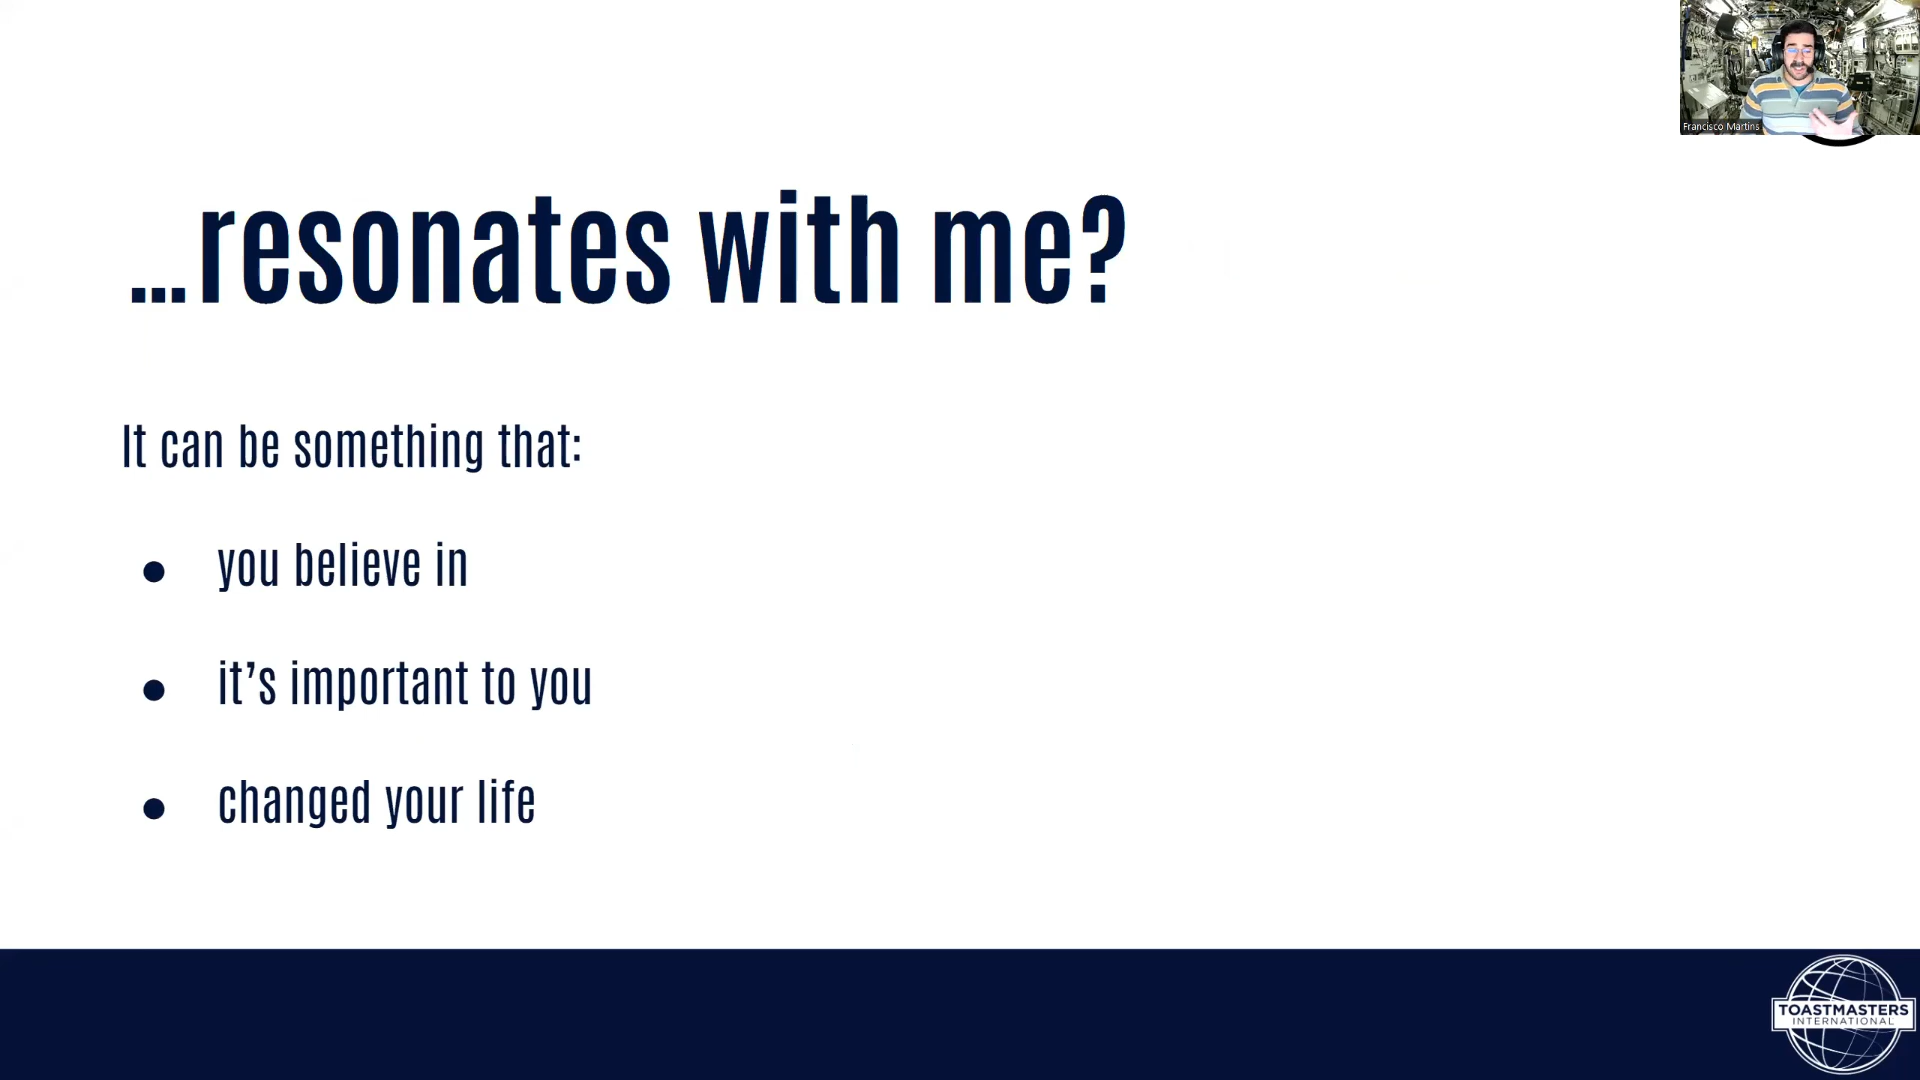 Francisco Martins
...resonates with me?
It can be something that:
● you believe in
● it’s important to you
● changed your life
TOASTMASTERS
INTERNATIONAL